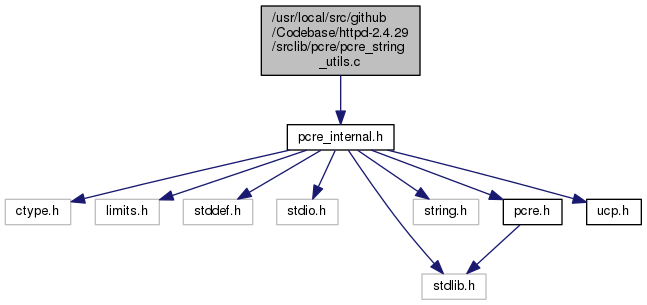 /usr/local/src/github
/Codebase/httpd-2.4.29
/srclib/pcre/pcre_string
_utils.c
pcre_internal.h
ctype.h
limits.h
stddef.h
stdio.h
string.h
pcre.h
ucp.h
stdlib.h